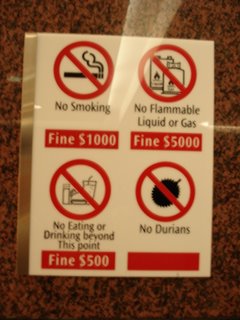 No Smoking
Fine $1000
No Flammable
Liquid or Gas
Fine $5000
No Eating or
Drinking beyond
This point
Fine $500
No Durians